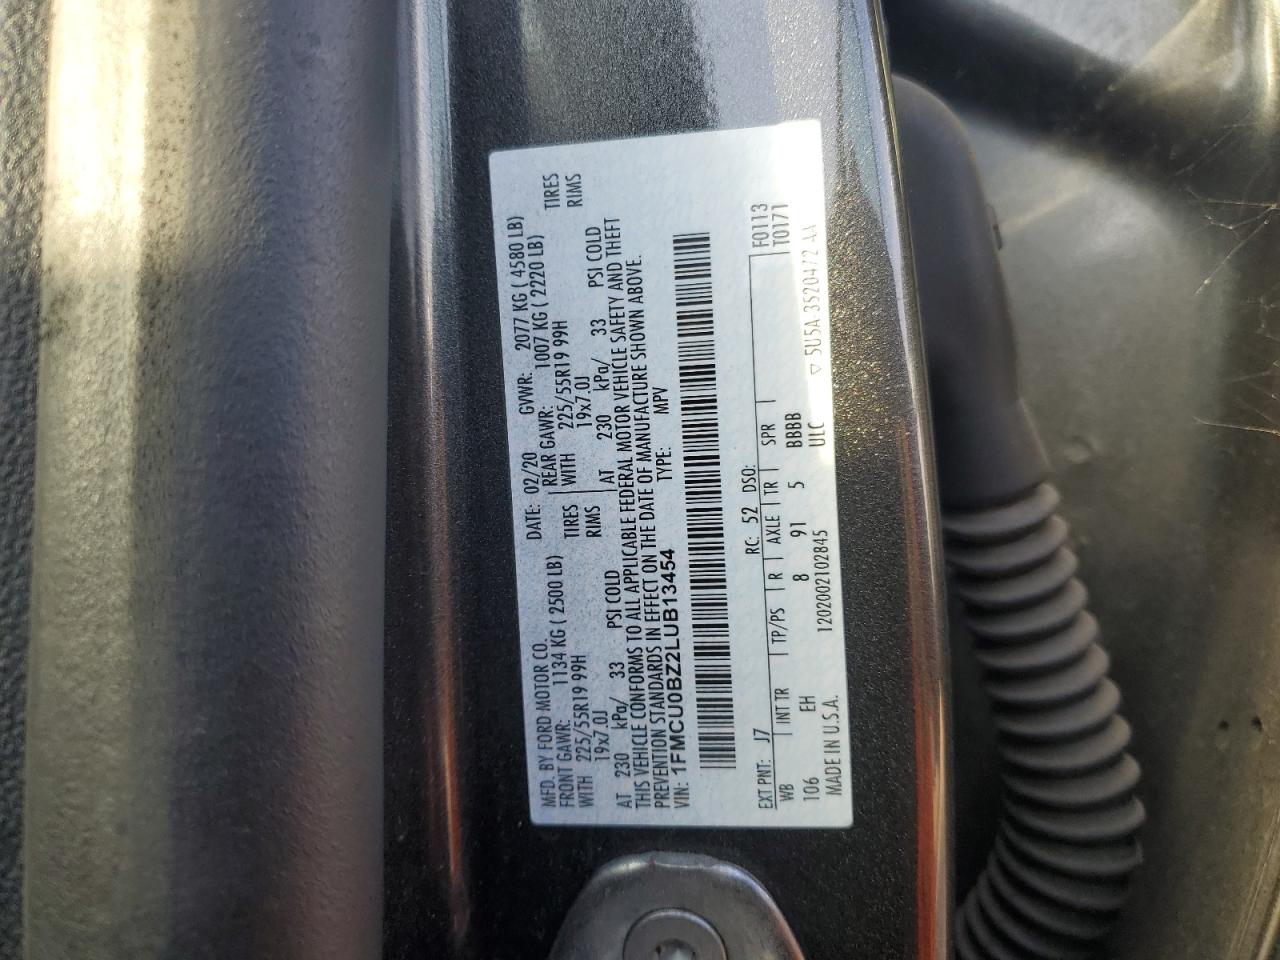 MFD. BY FORD MOTOR CO. DATE: 02/20 GVWR: 2077 KG ( 4580 LB)
FRONT GAWR: 1134 KG ( 2500 LB) REAR GAWR: 1007 KG ( 2220 LB)
WITH 225/55R19 99H TIRES WITH 225/55R19 99H TIRES
19x7.0J RIMS 19x7.0J RIMS
AT 230 kPa/ 33 PSI COLD AT 230 kPa/ 33 PSI COLD
THIS VEHICLE CONFORMS TO ALL APPLICABLE FEDERAL MOTOR VEHICLE SAFETY AND THEFT
PREVENTION STANDARDS IN EFFECT ON THE DATE OF MANUFACTURE SHOWN ABOVE.
VIN: 1FMCU0BZ2LUB13454 TYPE: MPV
F0113
EXT PNT: J7 RC: 52 DSO: T0171
WB INT TR TP/PS R AXLE TR SPR
106 EH 8 91 5 BBBB
MADE IN U.S.A. 1202002102845 ULC ▽ 5U5A-3520472-AA